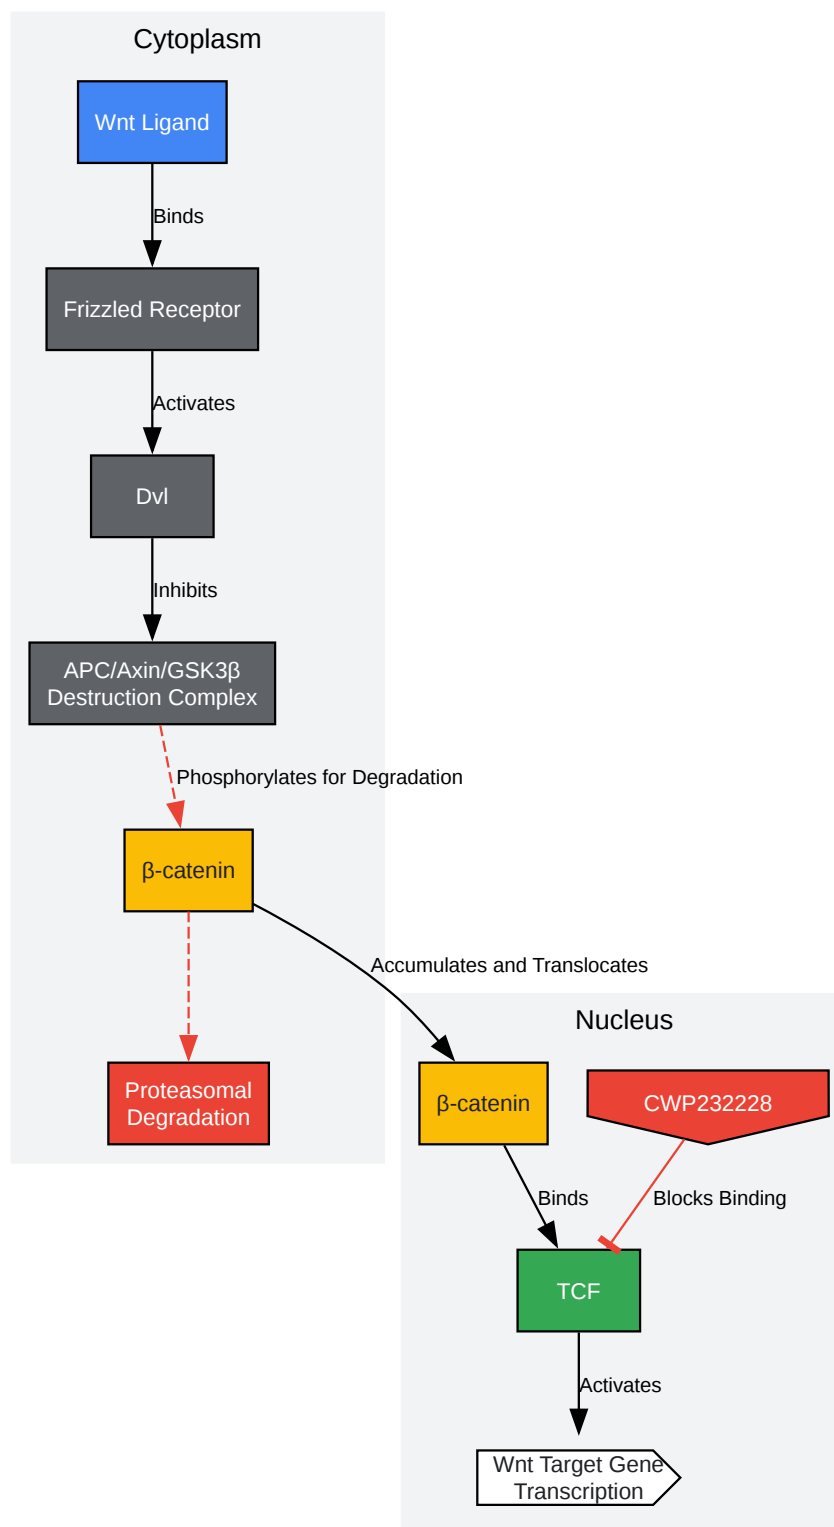 Cytoplasm
Wnt Ligand
Binds
Frizzled Receptor
Activates
Dvl
Inhibits
APC/Axin/GSK3β
Destruction Complex
Phosphorylates for Degradation
β-catenin
Accumulates and Translocates
Proteasomal
Degradation
Nucleus
β-catenin
CWP232228
Binds
Blocks Binding
TCF
Activates
Wnt Target Gene
Transcription